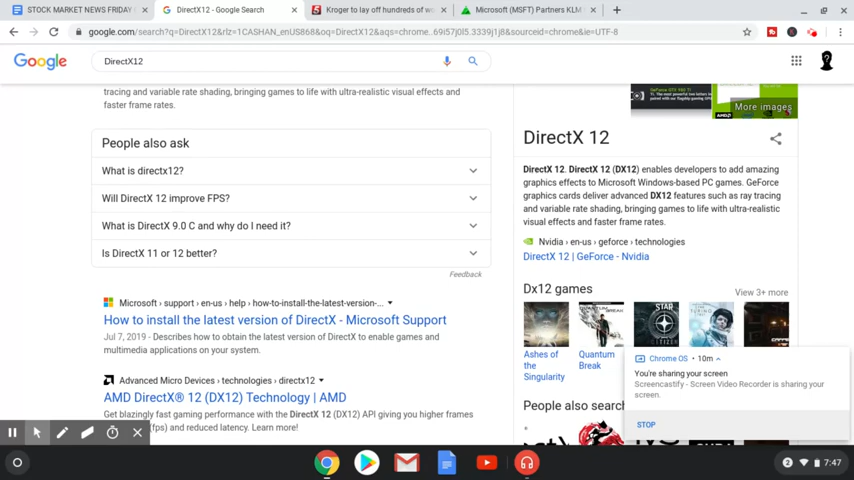 STOCK MARKET NEWS FRIDAY
DirectX12 - Google Search
Kroger to lay off hundreds of wo
Microsoft (MSFT) Partners KLM
google.com/search?q=DirectX12&rlz=1CASHAN_enUS868&oq=DirectX12&aqs=chrome..69i57j0l5.3339j1j8&sourceid=chrome&ie=UTF-8
Google
DirectX12
tracing and variable rate shading, bringing games to life with ultra-realistic visual effects and
faster frame rates.
People also ask
What is directx12?
Will DirectX 12 improve FPS?
What is DirectX 9.0 C and why do I need it?
Is DirectX 11 or 12 better?
Feedback
Microsoft › support › en-us › help › how-to-install-the-latest-version-...
How to install the latest version of DirectX - Microsoft Support
Jul 7, 2019 - Describes how to obtain the latest version of DirectX to enable games and
multimedia applications on your system.
Advanced Micro Devices › technologies › directx12
AMD DirectX® 12 (DX12) Technology | AMD
Get blazingly fast gaming performance with the DirectX 12 (DX12) API giving you higher frames
(fps) and reduced latency. Learn more!
More images
AMD
DirectX 12
DirectX 12. DirectX 12 (DX12) enables developers to add amazing
graphics effects to Microsoft Windows-based PC games. GeForce
graphics cards deliver advanced DX12 features such as ray tracing
and variable rate shading, bringing games to life with ultra-realistic
visual effects and faster frame rates.
Nvidia › en-us › geforce › technologies
DirectX 12 | GeForce - Nvidia
Dx12 games
View 3+ more
STAR
CITIZEN
Ashes of
the
Singularity
Quantum
Break
People also search
Chrome OS • 10m
You're sharing your screen
Screencastify - Screen Video Recorder is sharing your
screen.
STOP
2
7:47